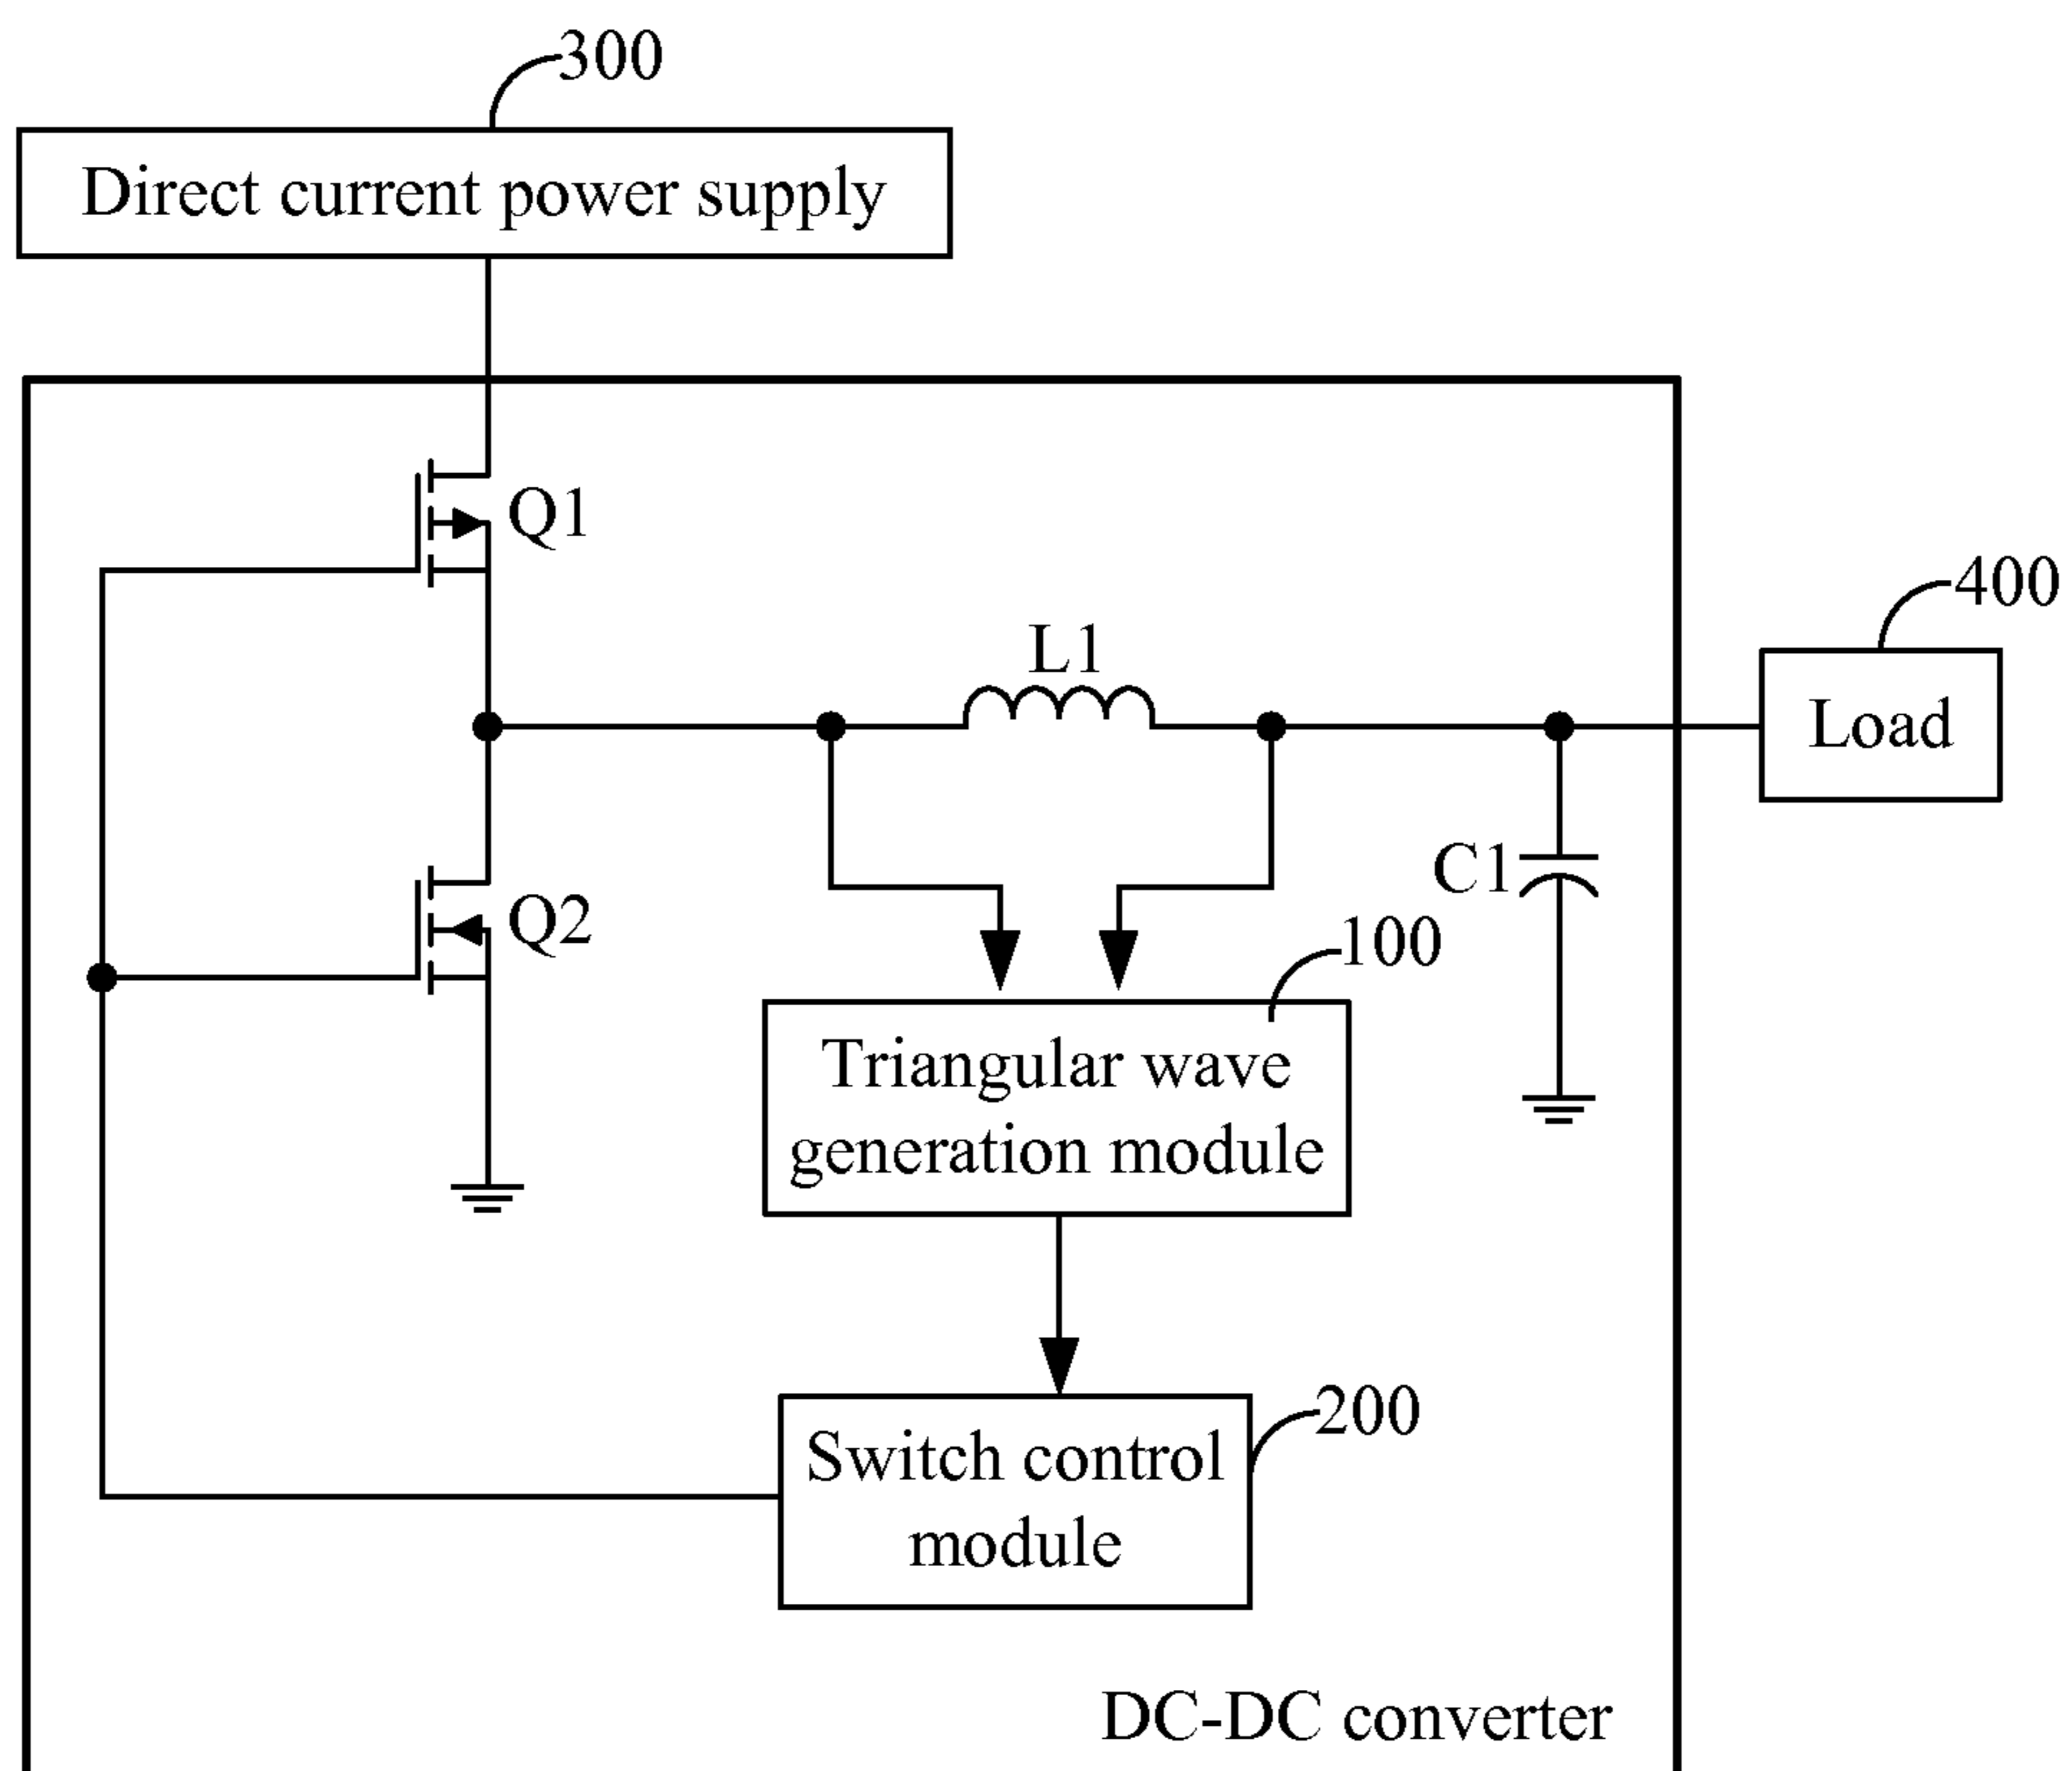 300
Direct current power supply
Q1
400
L1
Load
C1
Q2
100
Triangular wave
generation module
200
Switch control
module
DC-DC converter